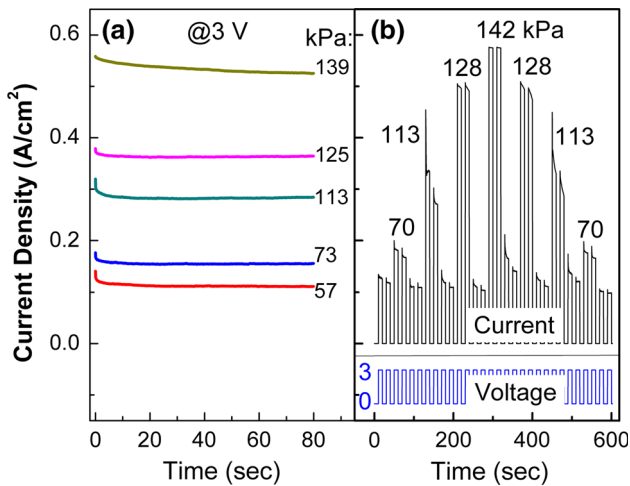 (a) @3 V kPa:
139
125
113
73
57
Current Density (A/cm²)
0.6
0.4
0.2
0.0
0 20 40 60 80
Time (sec)
(b) 142 kPa
128 128
113 113
70 70
Current
3
0
Voltage
0 200 400 600
Time (sec)